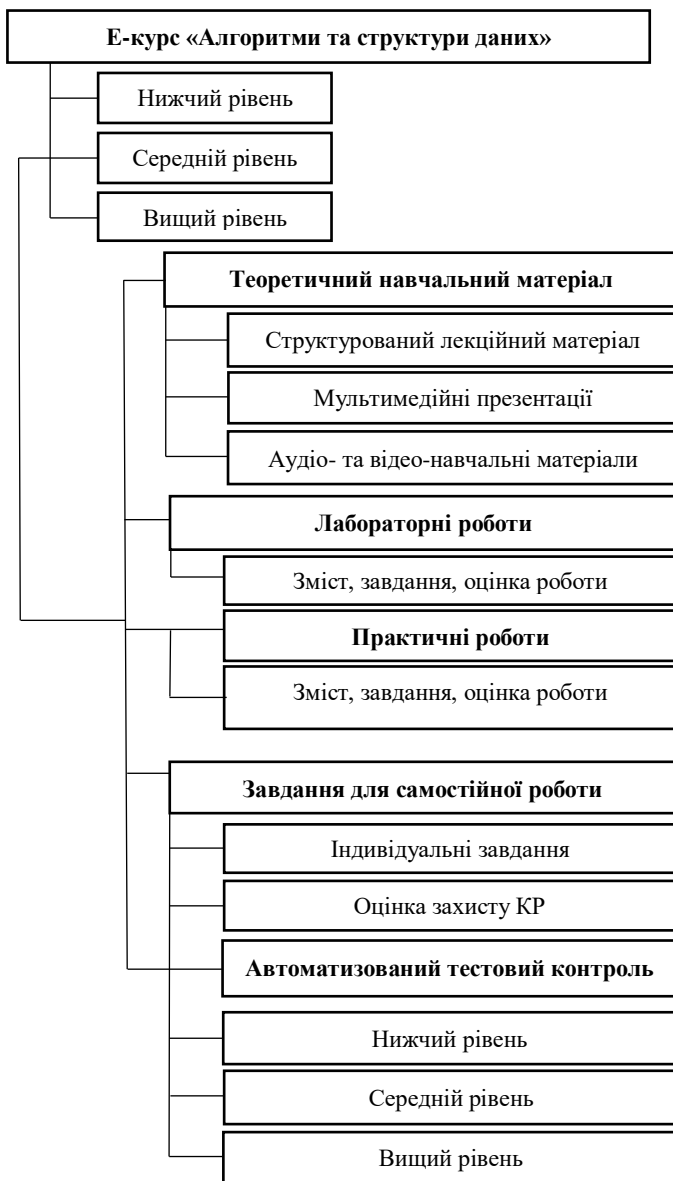 Е-курс «Алгоритми та структури даних»
Нижчий рівень
Середній рівень
Вищий рівень
Теоретичний навчальний матеріал
Структурований лекційний матеріал
Мультимедійні презентації
Аудіо- та відео-навчальні матеріали
Лабораторні роботи
Зміст, завдання, оцінка роботи
Практичні роботи
Зміст, завдання, оцінка роботи
Завдання для самостійної роботи
Індивідуальні завдання
Оцінка захисту КР
Автоматизований тестовий контроль
Нижчий рівень
Середній рівень
Вищий рівень